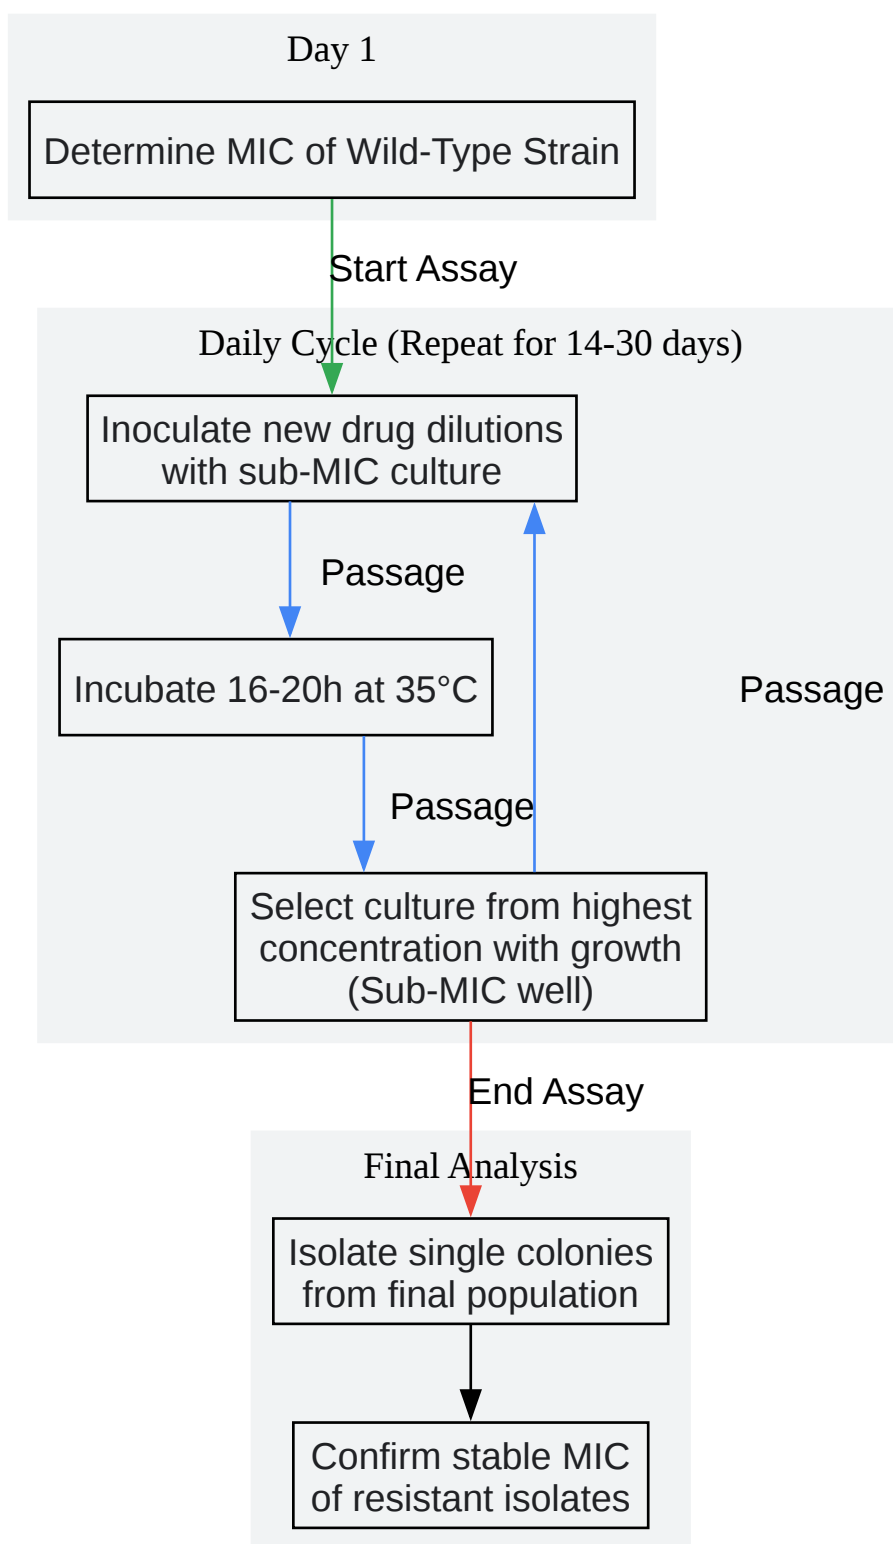 Day 1
Determine MIC of Wild-Type Strain
Start Assay
Daily Cycle (Repeat for 14-30 days)
Inoculate new drug dilutions
with sub-MIC culture
Passage
Incubate 16-20h at 35°C
Passage
Passage
Select culture from highest
concentration with growth
(Sub-MIC well)
End Assay
Final Analysis
Isolate single colonies
from final population
Confirm stable MIC
of resistant isolates